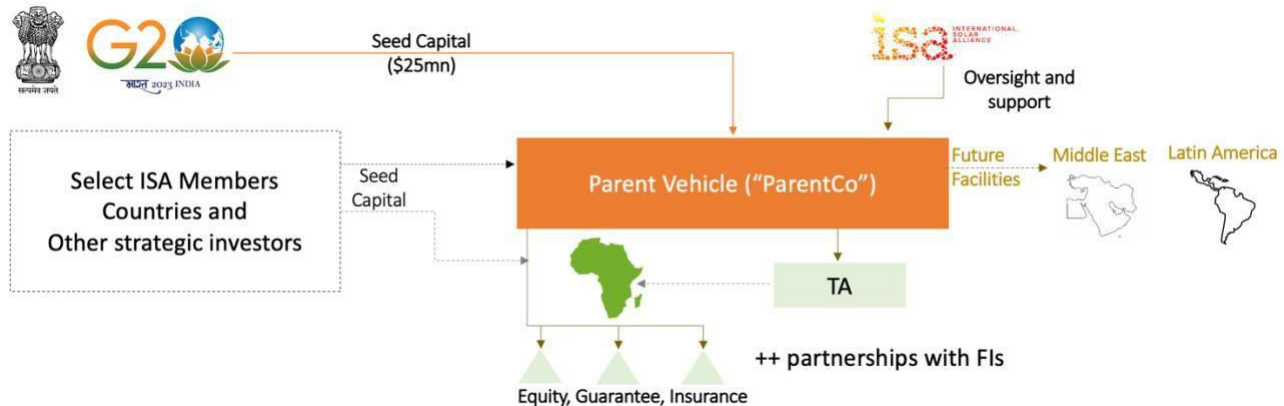 सत्यमेव जयते
G20
भारत 2023 INDIA
Seed Capital
($25mn)
isa INTERNATIONAL
SOLAR
ALLIANCE
Oversight and
support
Select ISA Members
Countries and
Other strategic investors
Seed
Capital
Parent Vehicle (“ParentCo”)
Future
Facilities
Middle East
Latin America
TA
++ partnerships with FIs
Equity, Guarantee, Insurance